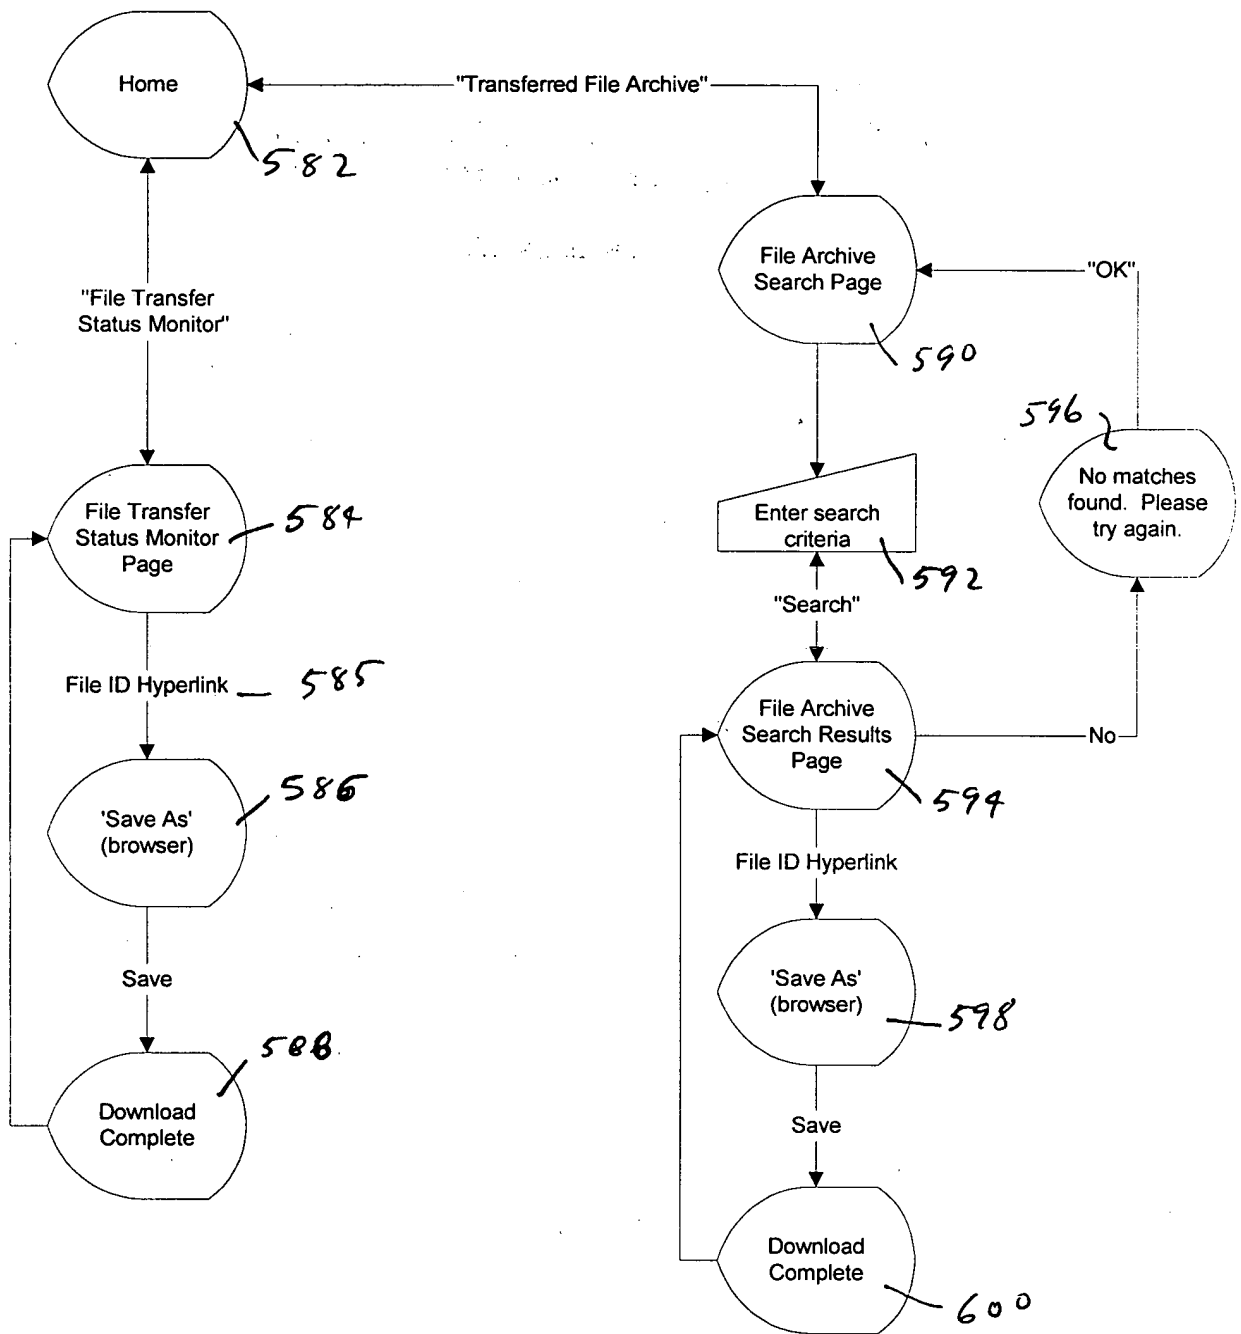 Home
"Transferred File Archive"
582
File Archive
Search Page
"OK"
"File Transfer
Status Monitor"
590
596
No matches
found. Please
try again.
File Transfer
Status Monitor
Page
584
Enter search
criteria
592
"Search"
File ID Hyperlink
585
File Archive
Search Results
Page
No
594
586
'Save As'
(browser)
File ID Hyperlink
Save
'Save As'
(browser)
598
588
Download
Complete
Save
Download
Complete
600